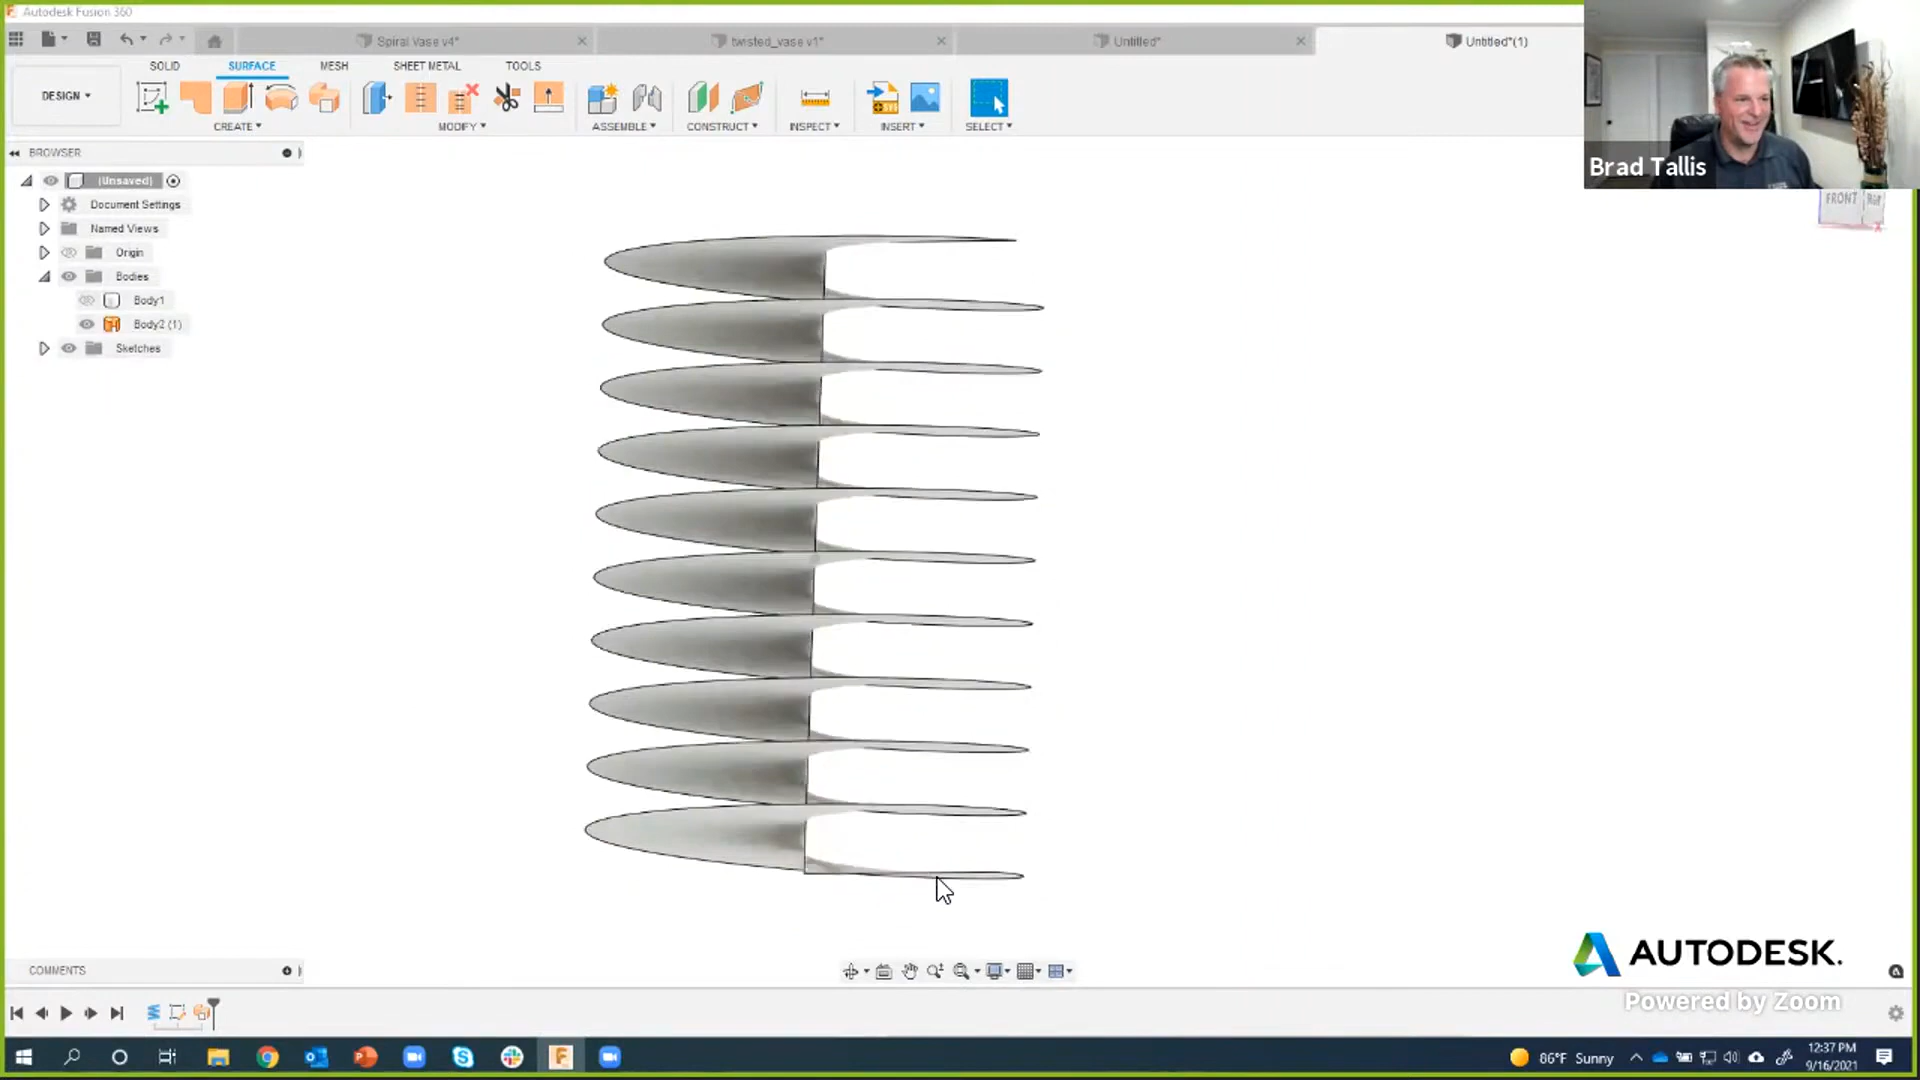 Autodesk Fusion 360
Spiral Vase v4*
twisted_vase v1*
Untitled*
Untitled*(1)
SOLID
SURFACE
MESH
SHEET METAL
TOOLS
DESIGN
CREATE
MODIFY
ASSEMBLE
CONSTRUCT
INSPECT
INSERT
SELECT
Brad Tallis
BROWSER
(Unsaved)
Document Settings
Named Views
Origin
Bodies
Body1
Body2 (1)
Sketches
FRONT
AUTODESK.
Powered by Zoom
COMMENTS
86°F Sunny
12:37 PM
9/16/2021